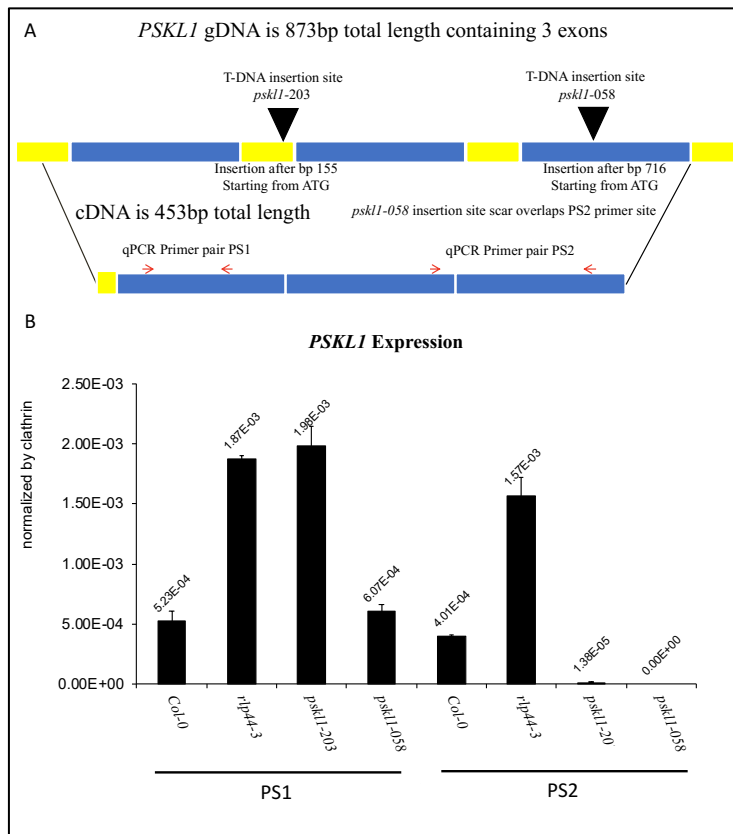 A
PSKL1 gDNA is 873bp total length containing 3 exons
T-DNA insertion site
pskl1-203
T-DNA insertion site
pskl1-058
Insertion after bp 155
Starting from ATG
Insertion after bp 716
Starting from ATG
cDNA is 453bp total length
pskl1-058 insertion site scar overlaps PS2 primer site
qPCR Primer pair PS1
qPCR Primer pair PS2
B
PSKL1 Expression
normalized by clathrin
2.50E-03
2.00E-03
1.50E-03
1.00E-03
5.00E-04
0.00E+00
5.23E-04
1.87E-03
1.98E-03
6.07E-04
4.01E-04
1.57E-03
1.38E-05
0.00E+00
Col-0
rlp44-3
pskl1-203
pskl1-058
Col-0
rlp44-3
pskl1-20
pskl1-058
PS1
PS2